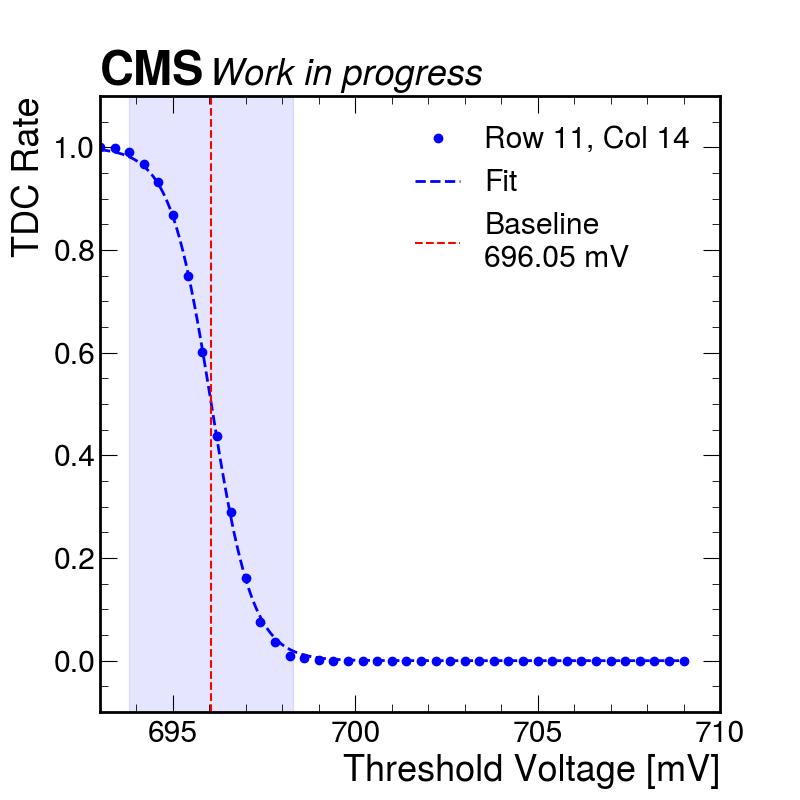 CMS Work in progress
TDC Rate
Row 11, Col 14
Fit
Baseline
696.05 mV
1.0
0.8
0.6
0.4
0.2
0.0
695 700 705 710
Threshold Voltage [mV]